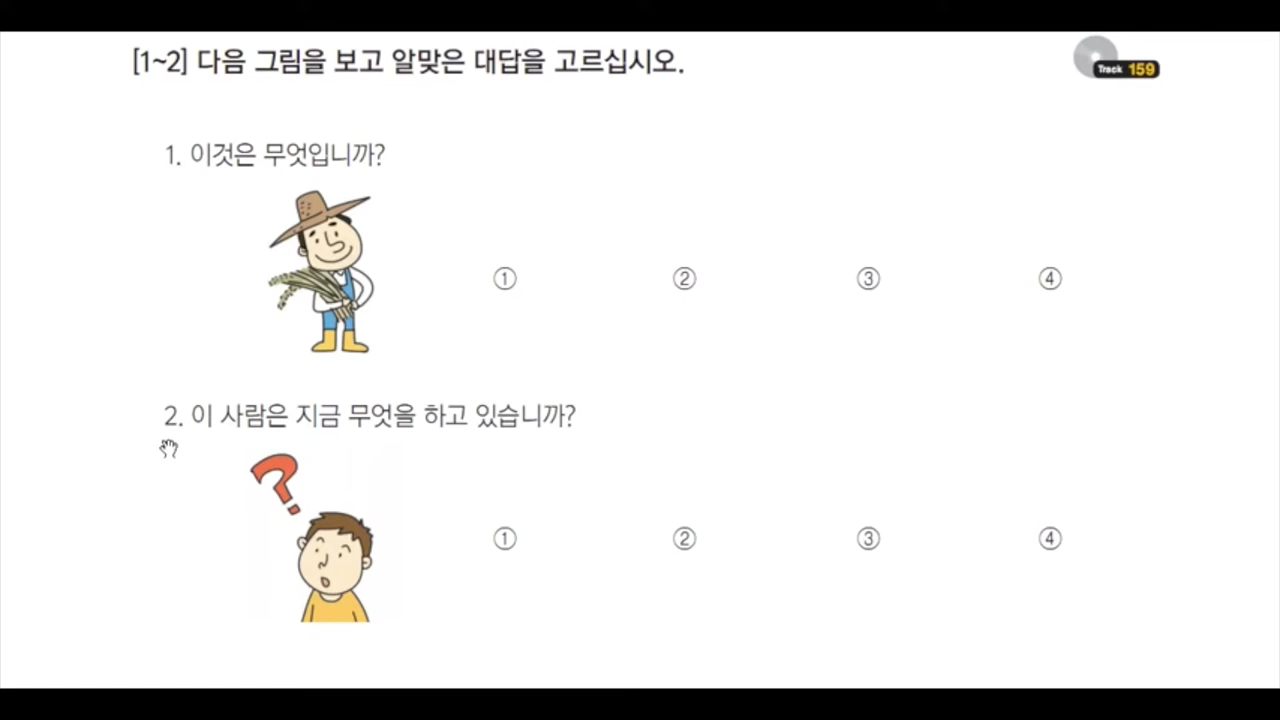 [1~2] 다음 그림을 보고 알맞은 대답을 고르십시오.
Track 159
1. 이것은 무엇입니까?
① ② ③ ④
2. 이 사람은 지금 무엇을 하고 있습니까?
?
① ② ③ ④